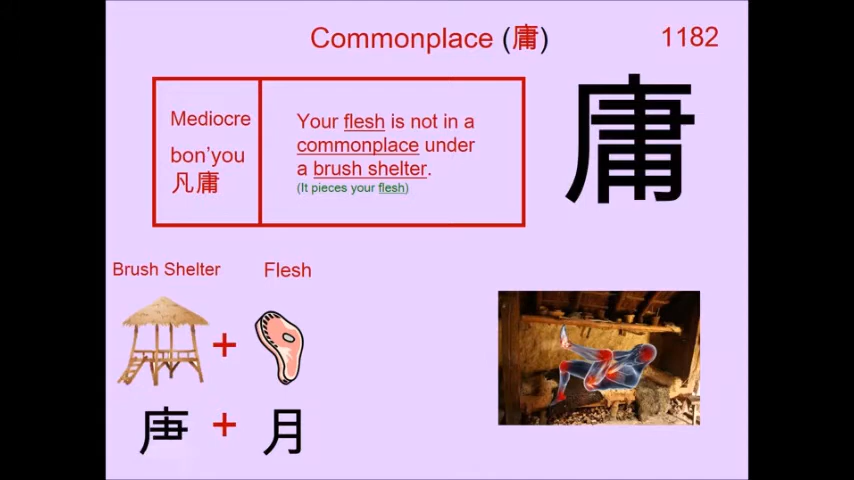 Commonplace (庸)
1182
Mediocre
bon'you
凡庸
Your flesh is not in a
commonplace under
a brush shelter.
(It pieces your flesh)
庸
Brush Shelter
Flesh
+
+
月